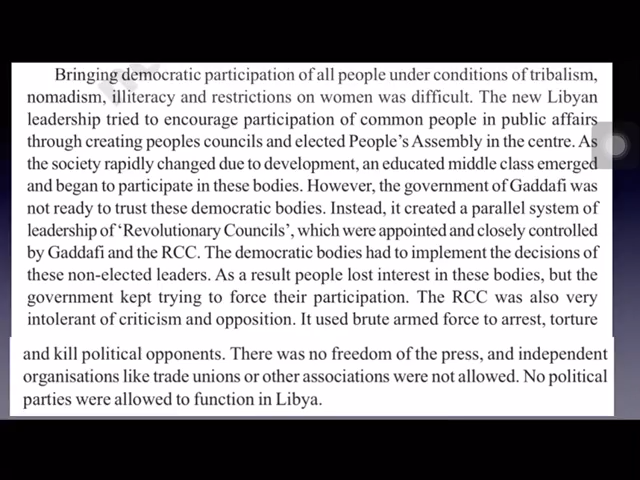 Bringing democratic participation of all people under conditions of tribalism,
nomadism, illiteracy and restrictions on women was difficult. The new Libyan
leadership tried to encourage participation of common people in public affairs
through creating peoples councils and elected People's Assembly in the centre. As
the society rapidly changed due to development, an educated middle class emerged
and began to participate in these bodies. However, the government of Gaddafi was
not ready to trust these democratic bodies. Instead, it created a parallel system of
leadership of 'Revolutionary Councils', which were appointed and closely controlled
by Gaddafi and the RCC. The democratic bodies had to implement the decisions of
these non-elected leaders. As a result people lost interest in these bodies, but the
government kept trying to force their participation. The RCC was also very
intolerant of criticism and opposition. It used brute armed force to arrest, torture
and kill political opponents. There was no freedom of the press, and independent
organisations like trade unions or other associations were not allowed. No political
parties were allowed to function in Libya.